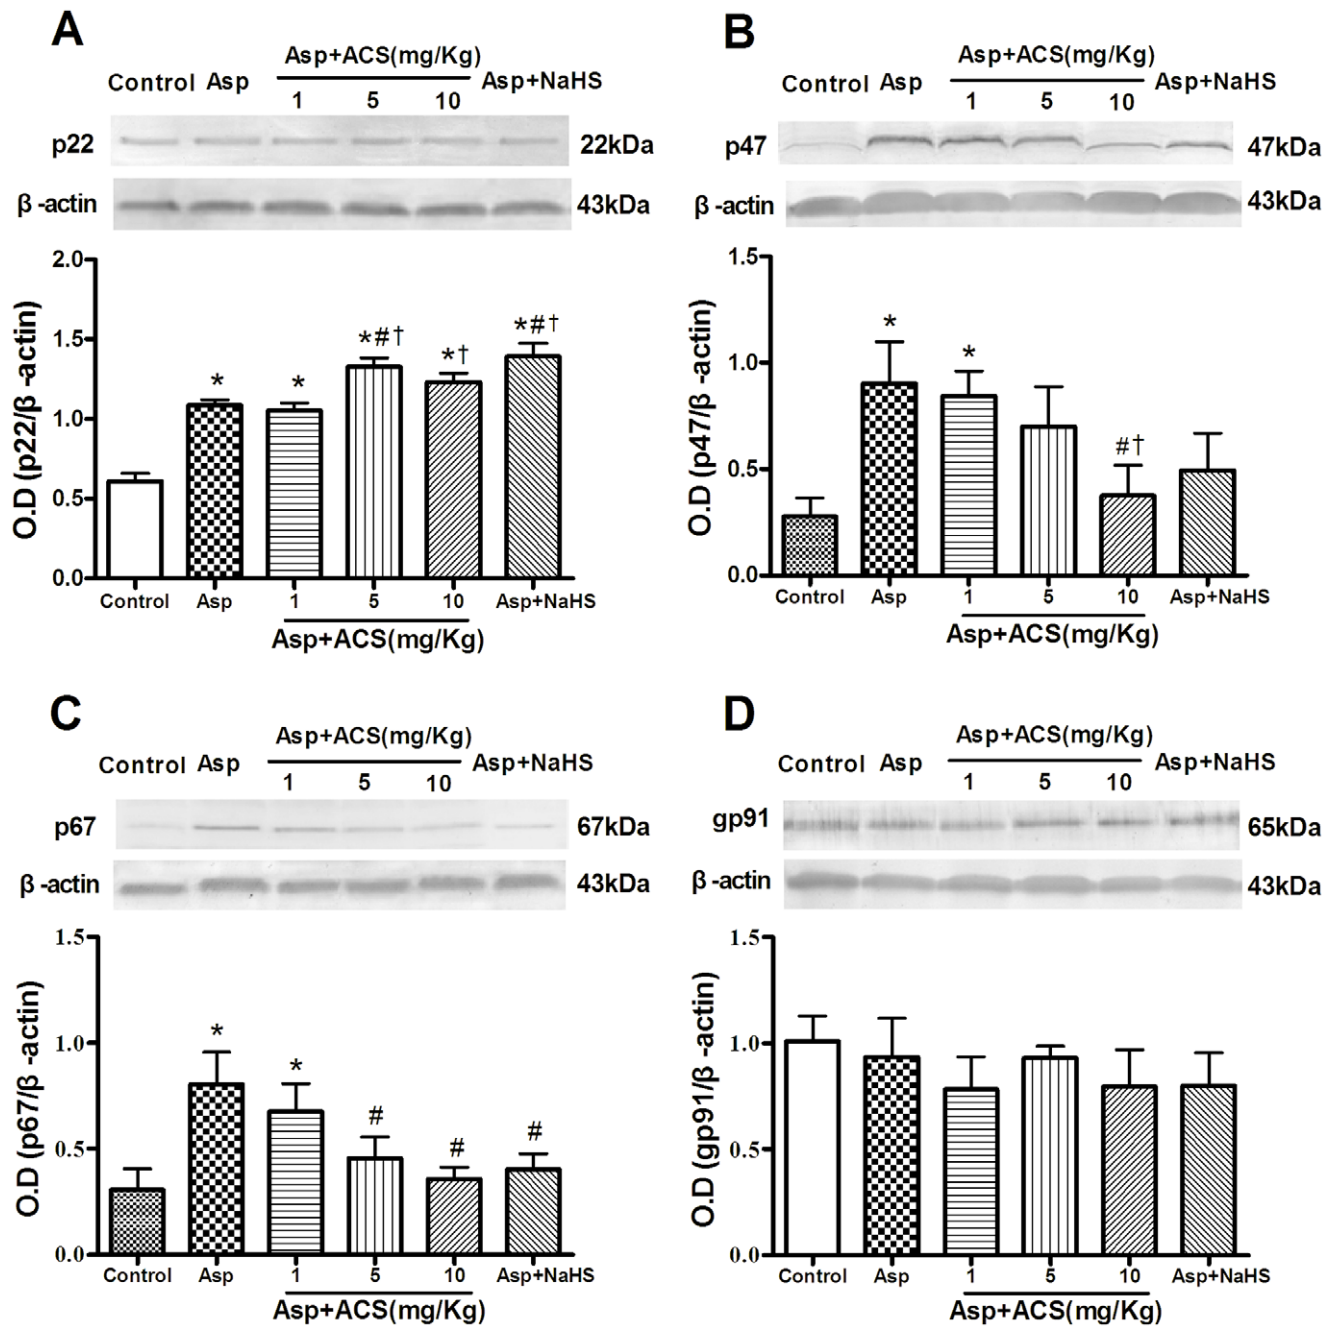 A
Asp+ACS(mg/Kg)
Control Asp Asp+NaHS
1 5 10
p22 22kDa
β -actin 43kDa
2.0
1.5
1.0
0.5
0.0
O.D (p22/β -actin)
* * *#† *† *#†
Control Asp 1 5 10 Asp+NaHS
Asp+ACS(mg/Kg)
B
Asp+ACS(mg/Kg)
Control Asp Asp+NaHS
1 5 10
p47 47kDa
β -actin 43kDa
1.5
1.0
0.5
0.0
O.D (p47/β -actin)
* * #†
Control Asp 1 5 10 Asp+NaHS
Asp+ACS(mg/Kg)
C
Asp+ACS(mg/Kg)
Control Asp Asp+NaHS
1 5 10
p67 67kDa
β -actin 43kDa
1.5
1.0
0.5
0.0
O.D (p67/β -actin)
* * # # #
Control Asp 1 5 10 Asp+NaHS
Asp+ACS(mg/Kg)
D
Asp+ACS(mg/Kg)
Control Asp Asp+NaHS
1 5 10
gp91 65kDa
β -actin 43kDa
1.5
1.0
0.5
0.0
O.D (gp91/β -actin)
Control Asp 1 5 10 Asp+NaHS
Asp+ACS(mg/Kg)